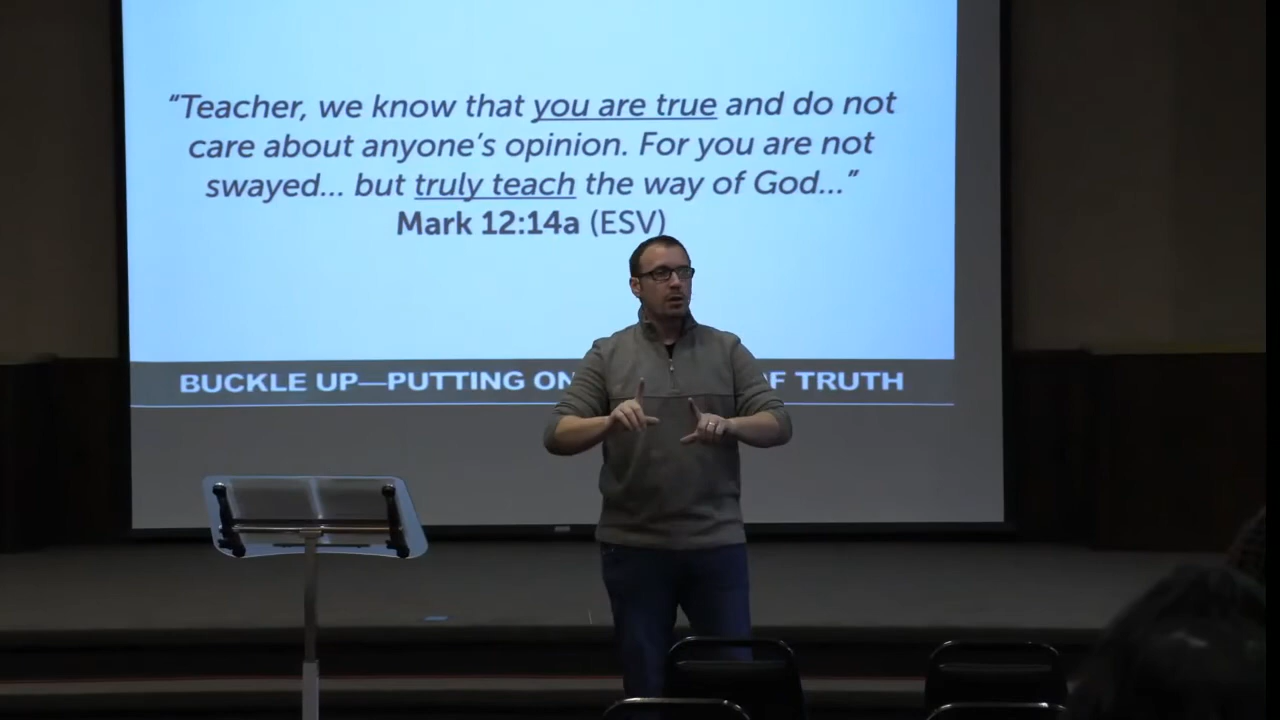 “Teacher, we know that you are true and do not
care about anyone’s opinion. For you are not
swayed... but truly teach the way of God...”
Mark 12:14a (ESV)
BUCKLE UP—PUTTING ON TRUTH